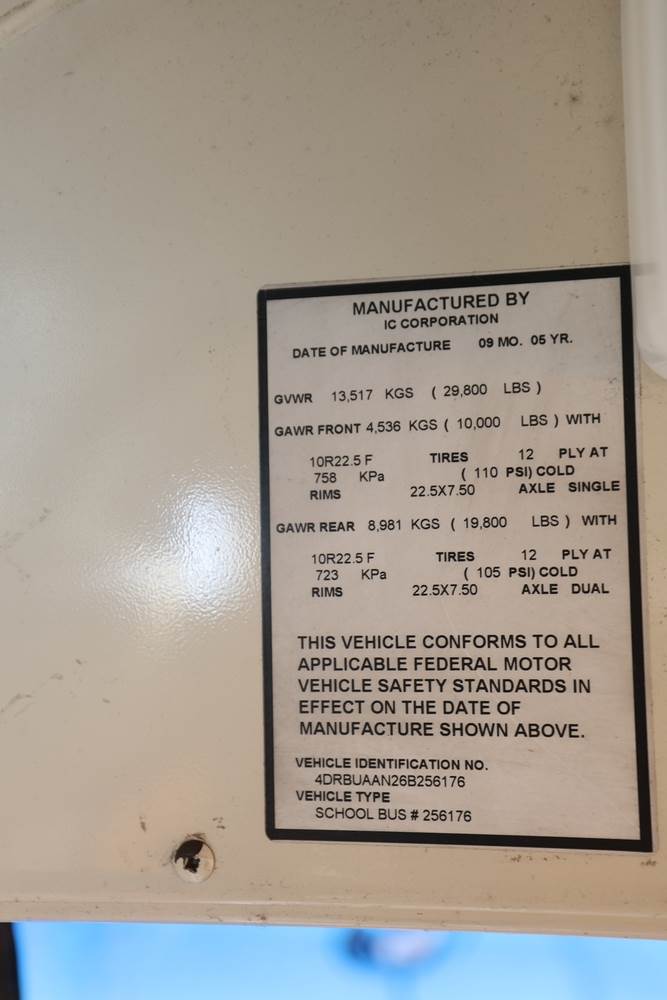 MANUFACTURED BY
IC CORPORATION
DATE OF MANUFACTURE 09 MO. 05 YR.
GVWR 13,517 KGS ( 29,800 LBS )
GAWR FRONT 4,536 KGS ( 10,000 LBS ) WITH
10R22.5 F TIRES 12 PLY AT
758 KPa ( 110 PSI) COLD
RIMS 22.5X7.50 AXLE SINGLE
GAWR REAR 8,981 KGS ( 19,800 LBS ) WITH
10R22.5 F TIRES 12 PLY AT
723 KPa ( 105 PSI) COLD
RIMS 22.5X7.50 AXLE DUAL
THIS VEHICLE CONFORMS TO ALL
APPLICABLE FEDERAL MOTOR
VEHICLE SAFETY STANDARDS IN
EFFECT ON THE DATE OF
MANUFACTURE SHOWN ABOVE.
VEHICLE IDENTIFICATION NO.
4DRBUAAN26B256176
VEHICLE TYPE
SCHOOL BUS # 256176